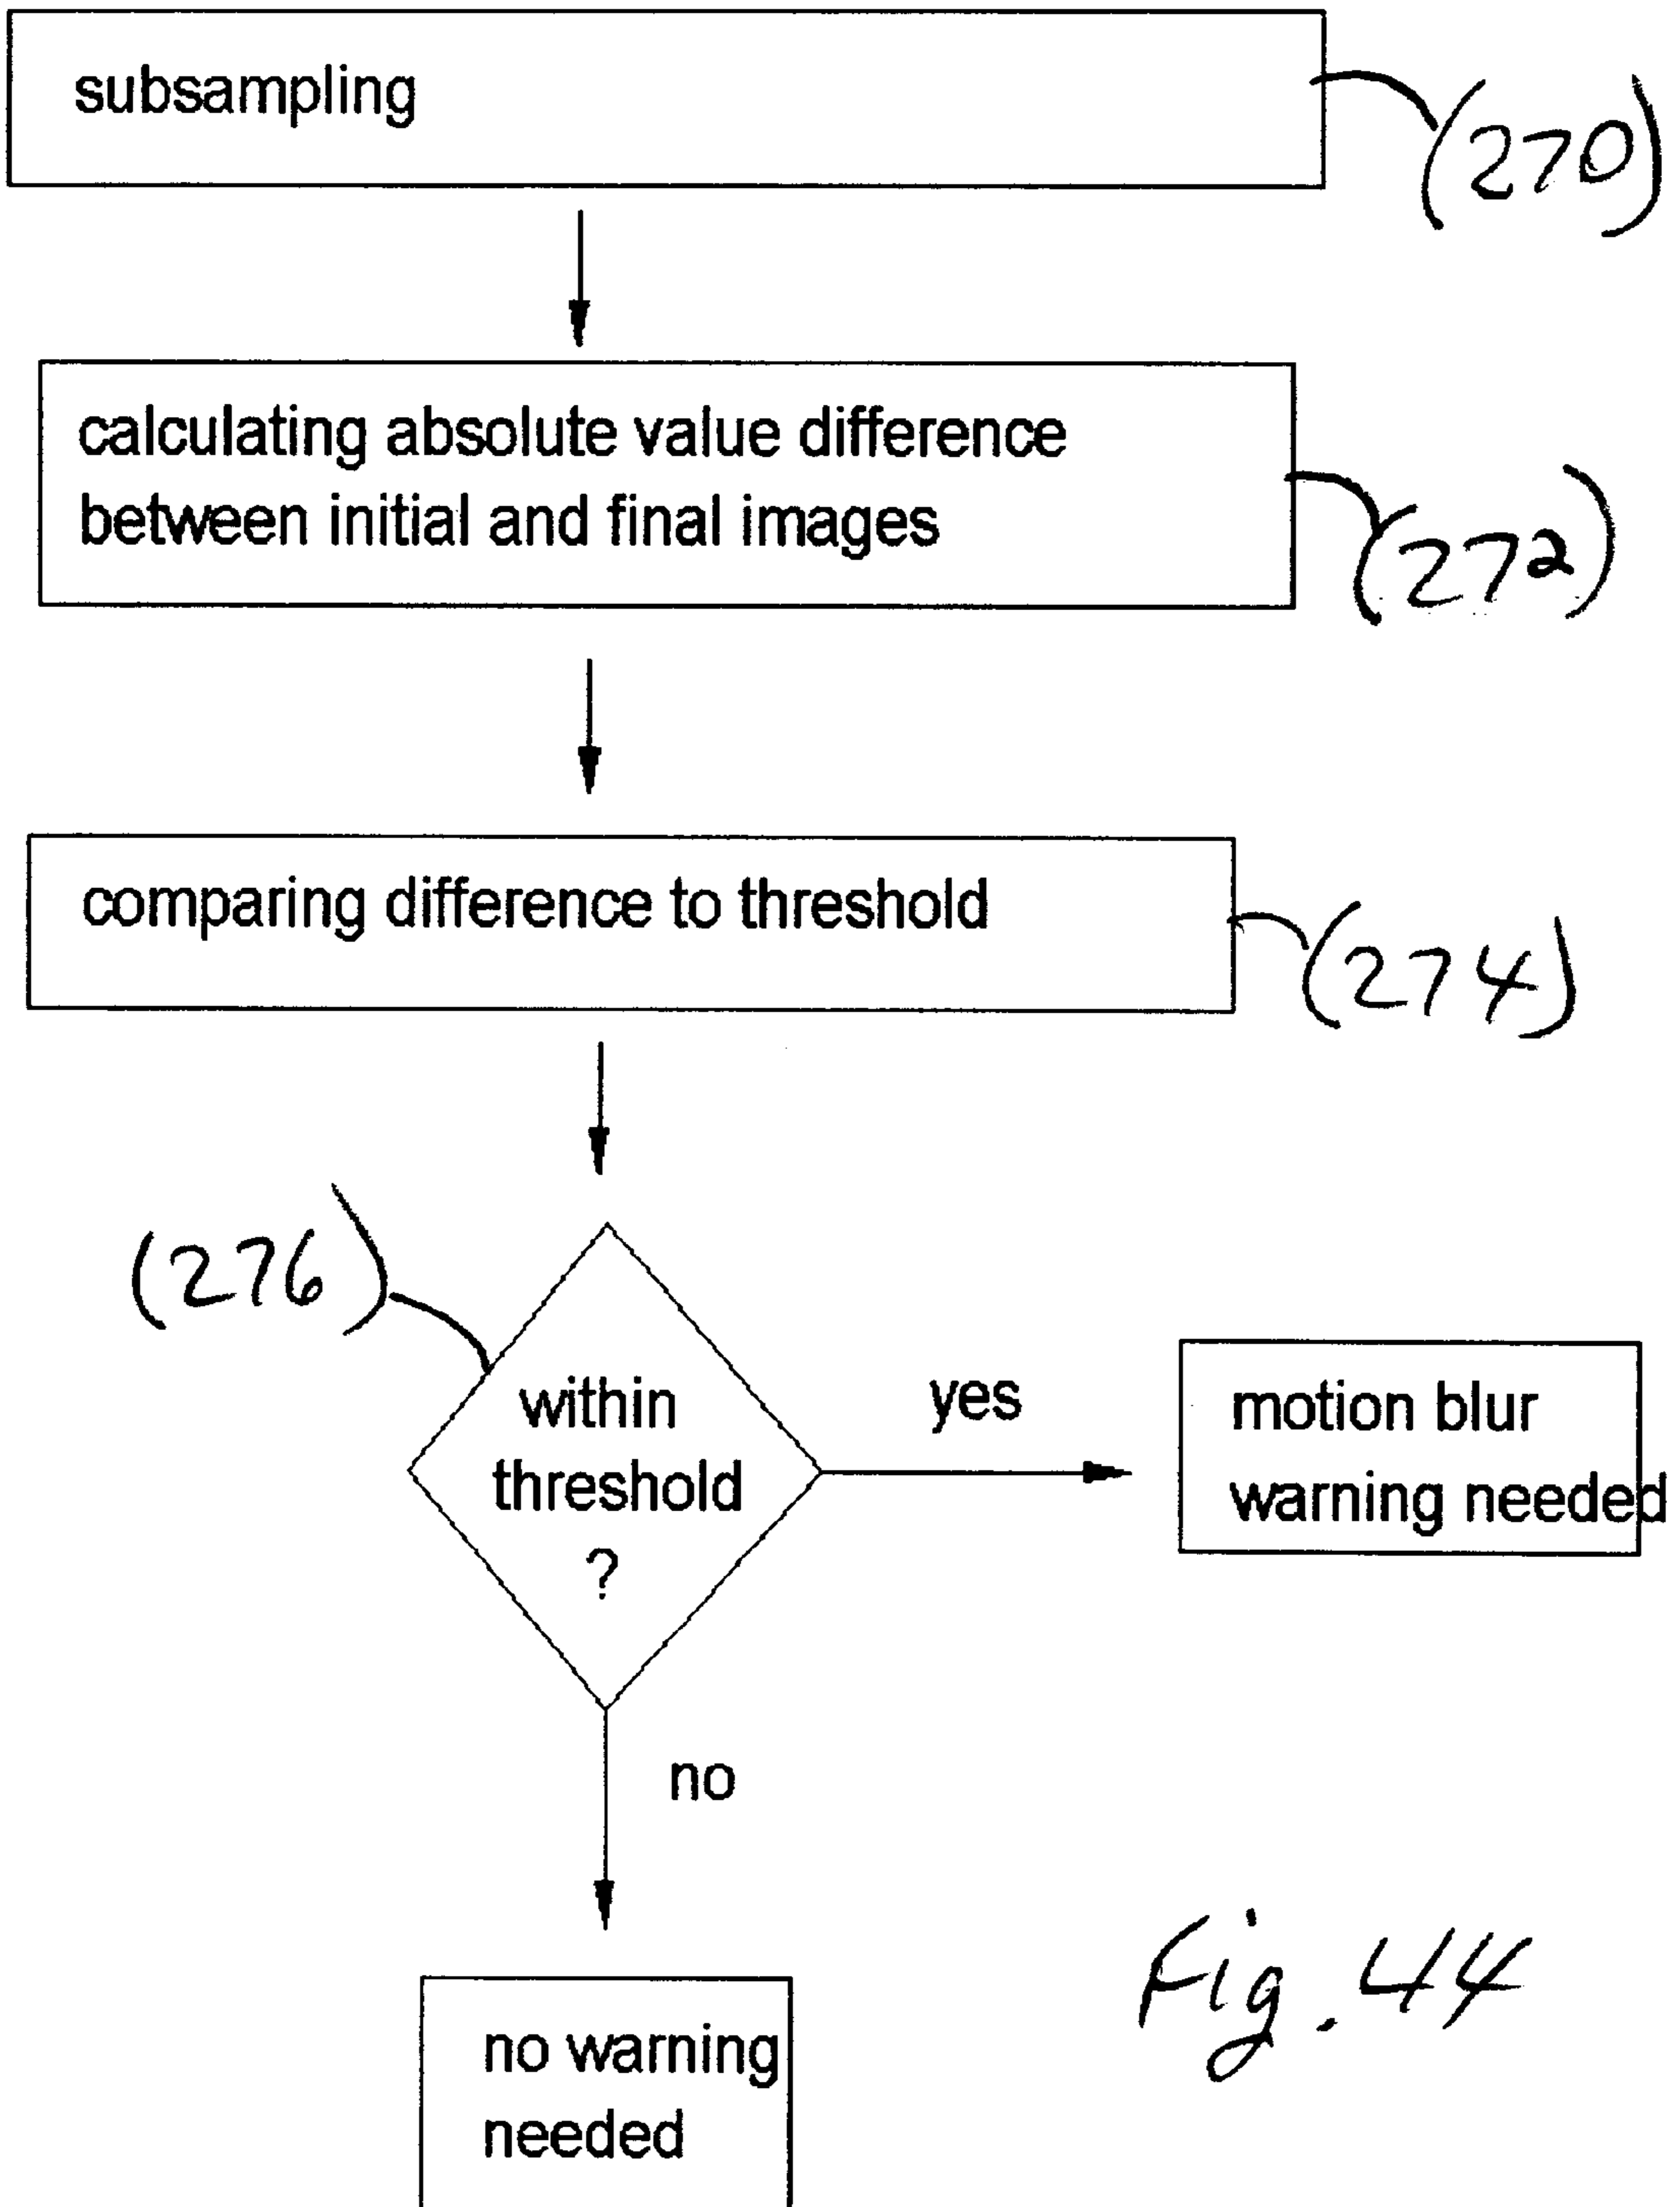 subsampling
(270)
calculating absolute value difference
between initial and final images
(272)
comparing difference to threshold
(274)
(276)
within
threshold
?
yes
motion blur
warning needed
no
no warning
needed
Fig. 44